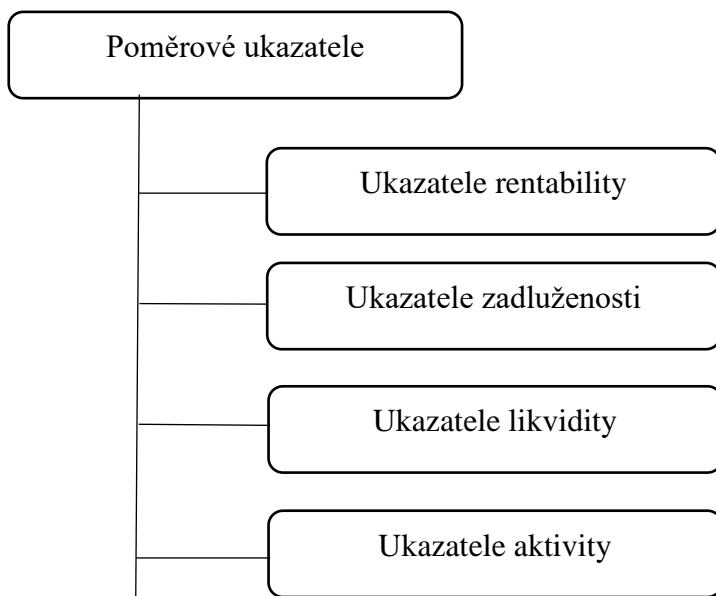 Poměrové ukazatele
Ukazatele rentability
Ukazatele zadluženosti
Ukazatele likvidity
Ukazatele aktivity